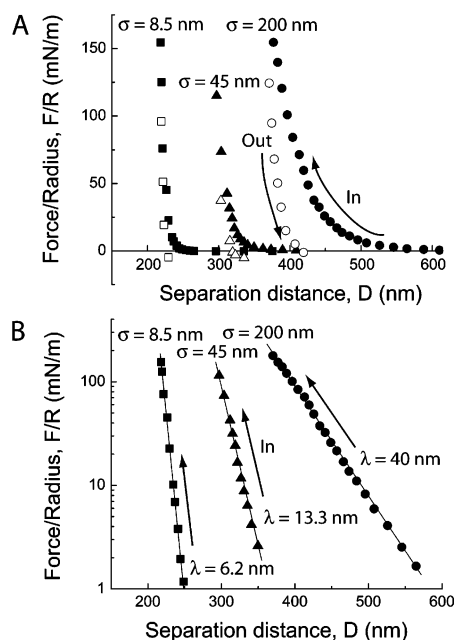 A
σ = 8.5 nm
σ = 200 nm
σ = 45 nm
Out
In
150
100
50
0
Force/Radius, F/R (mN/m)
200 300 400 500 600
Separation distance, D (nm)
B
σ = 8.5 nm
σ = 45 nm
σ = 200 nm
In
λ = 40 nm
λ = 13.3 nm
λ = 6.2 nm
100
10
1
Force/Radius, F/R (mN/m)
200 300 400 500 600
Separation distance, D (nm)